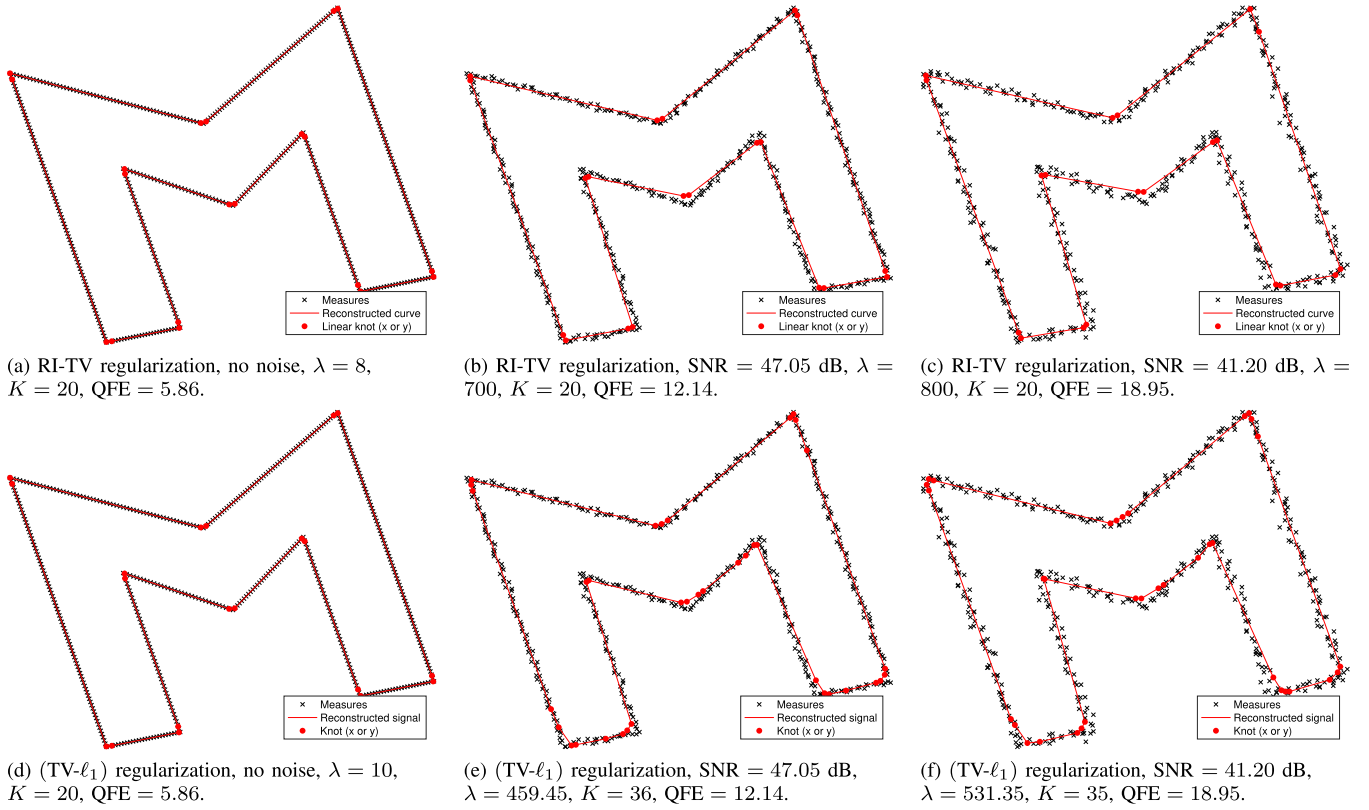 Measures
Reconstructed curve
Linear knot (x or y)
Measures
Reconstructed curve
Linear knot (x or y)
Measures
Reconstructed curve
Linear knot (x or y)
(a) RI-TV regularization, no noise, λ = 8,
K = 20, QFE = 5.86.
(b) RI-TV regularization, SNR = 47.05 dB, λ =
700, K = 20, QFE = 12.14.
(c) RI-TV regularization, SNR = 41.20 dB, λ =
800, K = 20, QFE = 18.95.
Measures
Reconstructed signal
Knot (x or y)
Measures
Reconstructed signal
Knot (x or y)
Measures
Reconstructed signal
Knot (x or y)
(d) (TV-ℓ₁) regularization, no noise, λ = 10,
K = 20, QFE = 5.86.
(e) (TV-ℓ₁) regularization, SNR = 47.05 dB,
λ = 459.45, K = 36, QFE = 12.14.
(f) (TV-ℓ₁) regularization, SNR = 41.20 dB,
λ = 531.35, K = 35, QFE = 18.95.